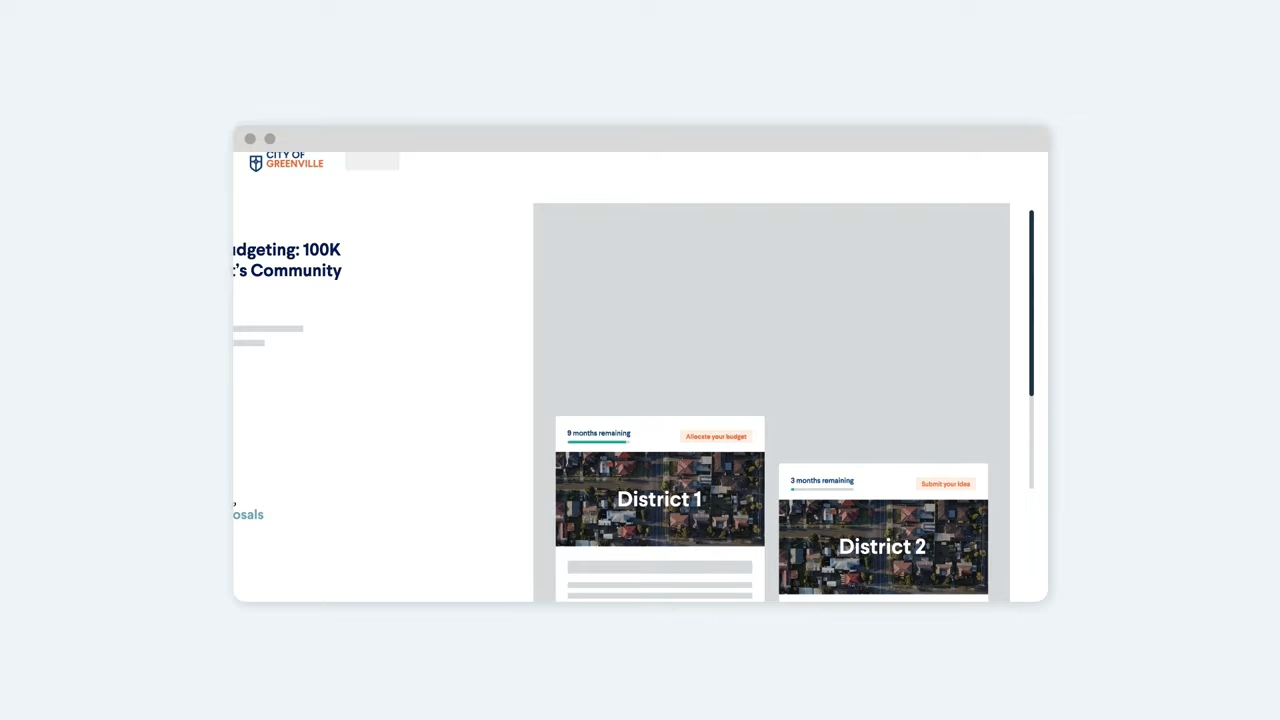 CITY OF
GREENVILLE
udgeting: 100K
t's Community
osals
9 months remaining
Allocate your budget
District 1
3 months remaining
Submit your idea
District 2